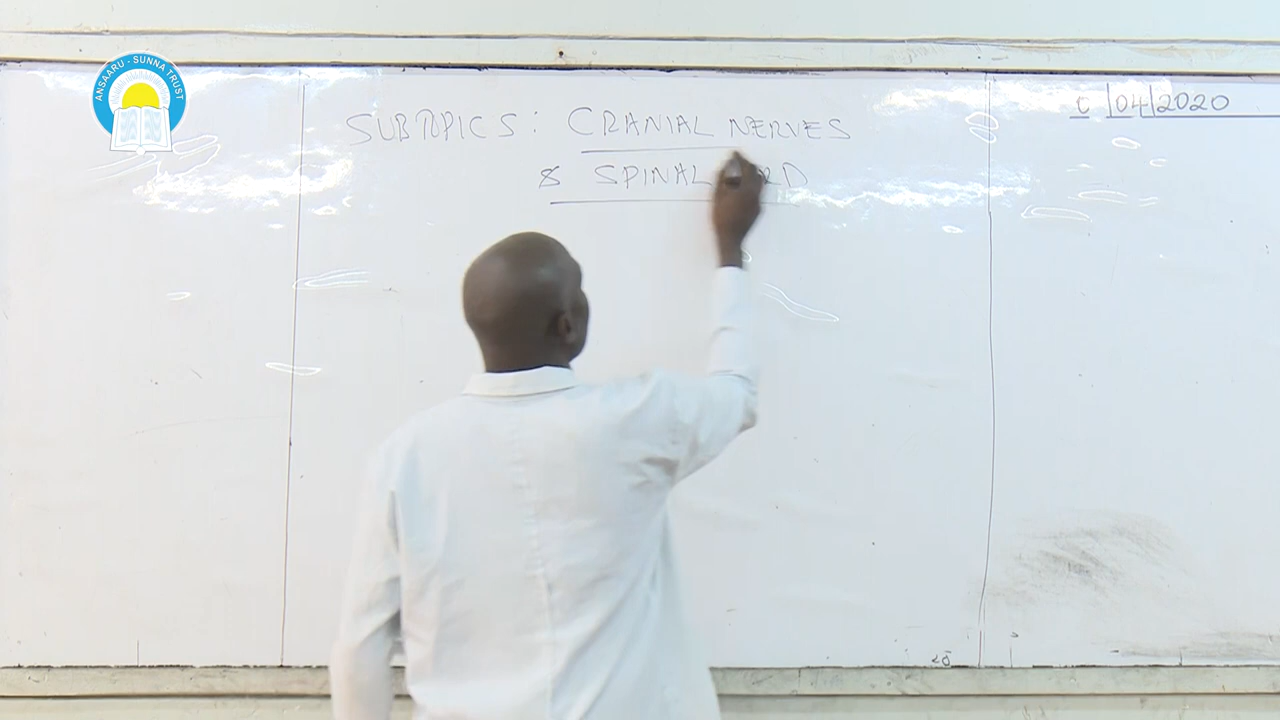 ANSAARU - SUNNA TRUST
SUBTOPICS: CRANIAL NERVES
& SPINAL
/04/2020